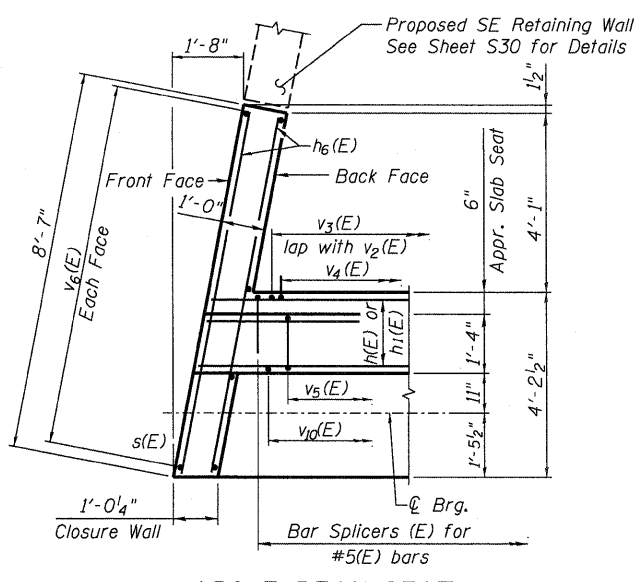 Proposed SE Retaining Wall
See Sheet S30 for Details
1'-8"
1½"
h6(E)
Front Face
Back Face
1'-0"
6"
Appr. Slab Seat
4'-1"
v3(E)
lap with v2(E)
v4(E)
8'-7"
v6(E)
Each Face
h(E) or
h1(E)
1'-4"
4'-2½"
v5(E)
11"
s(E)
v10(E)
1'-5½"
1'-0¼"
Closure Wall
℄ Brg.
Bar Splicers (E) for
#5(E) bars